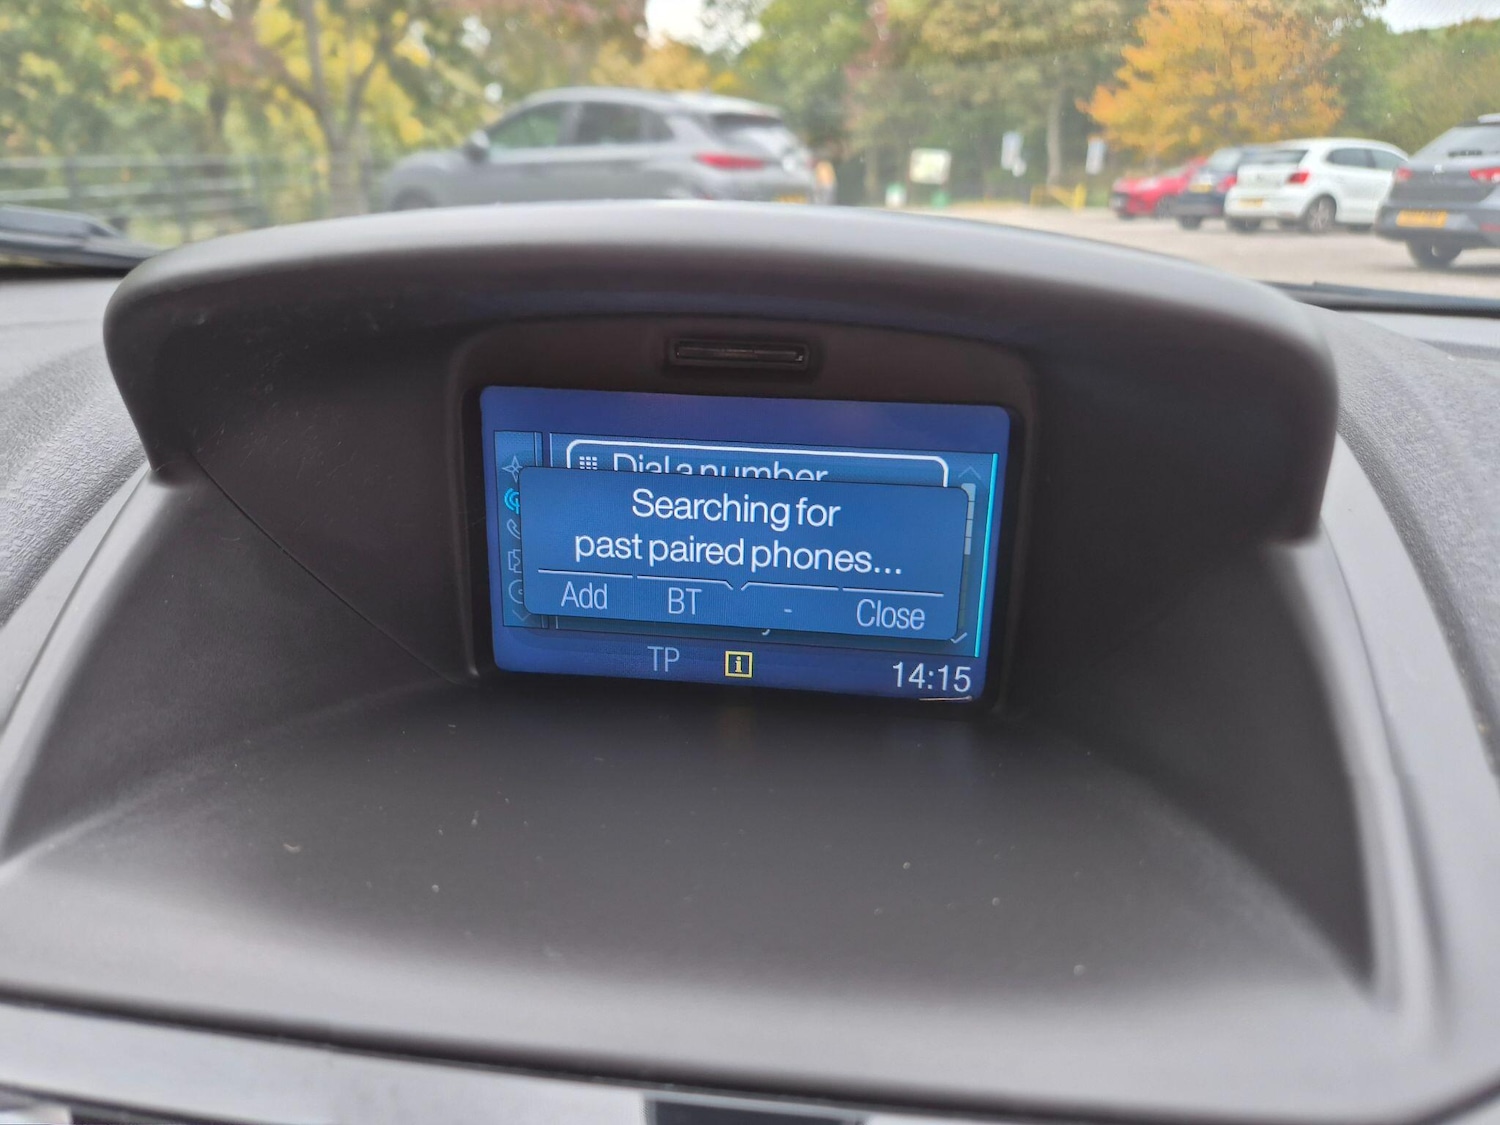 Dial a number
Searching for
past paired phones...
Add BT - Close
TP i 14:15